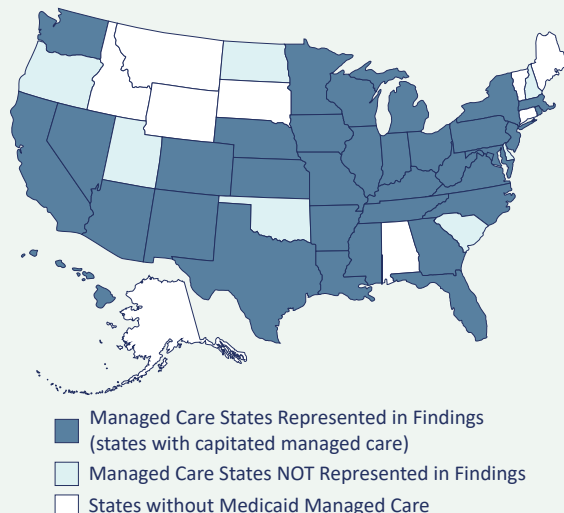 Managed Care States Represented in Findings
(states with capitated managed care)
Managed Care States NOT Represented in Findings
States without Medicaid Managed Care